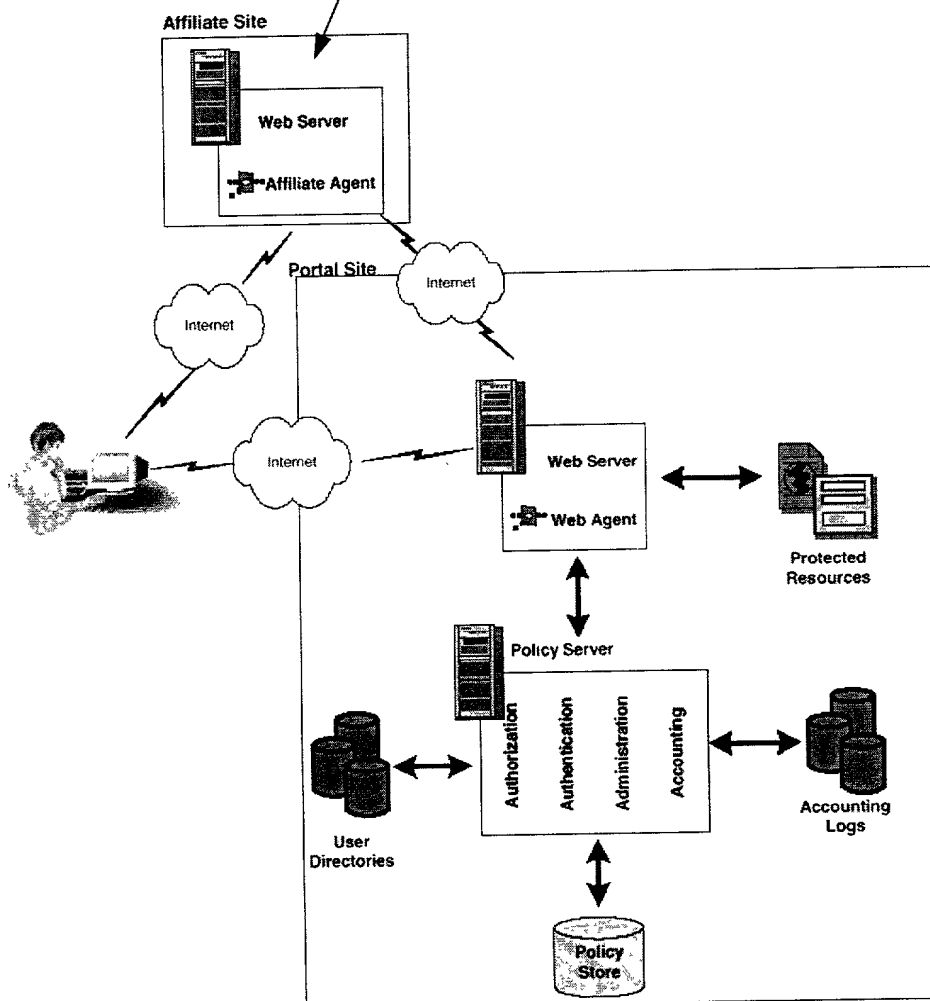 Affiliate Site
Web Server
Affiliate Agent
Portal Site
Internet
Internet
Internet
Web Server
Web Agent
Protected
Resources
Policy Server
Authorization
Authentication
Administration
Accounting
User
Directories
Accounting
Logs
Policy
Store